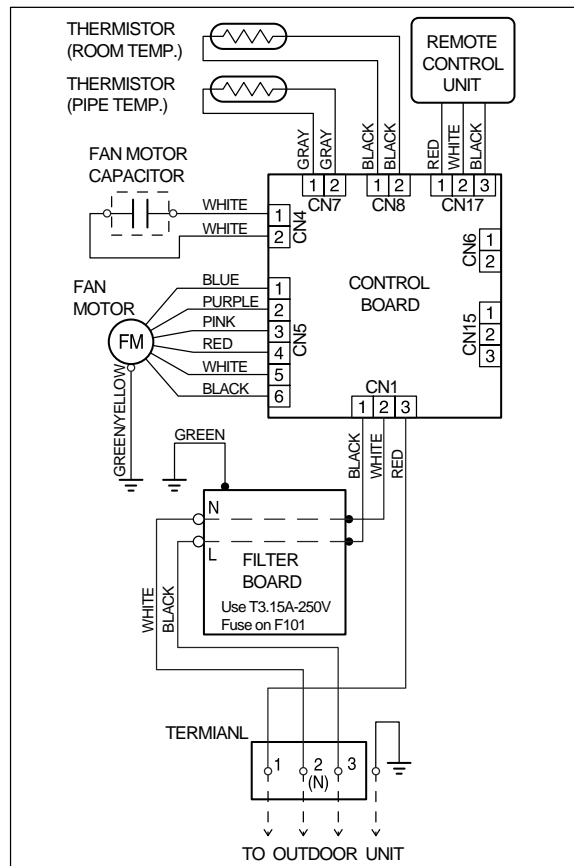 THERMISTOR
(ROOM TEMP.)
REMOTE
CONTROL
UNIT
THERMISTOR
(PIPE TEMP.)
GRAY
GRAY
BLACK
BLACK
RED
WHITE
BLACK
FAN MOTOR
CAPACITOR
1 2
CN7
1 2
CN8
1 2 3
CN17
WHITE
WHITE
1
2
CN4
CN6
1
2
CONTROL
BOARD
FAN
MOTOR
FM
BLUE
PURPLE
PINK
RED
WHITE
BLACK
1
2
3
4
5
6
CN5
CN15
1
2
3
GREEN/YELLOW
CN1
1 2 3
GREEN
BLACK
WHITE
RED
N
L
FILTER
BOARD
Use T3.15A-250V
Fuse on F101
WHITE
BLACK
TERMIANL
1 2 3
(N)
TO OUTDOOR UNIT